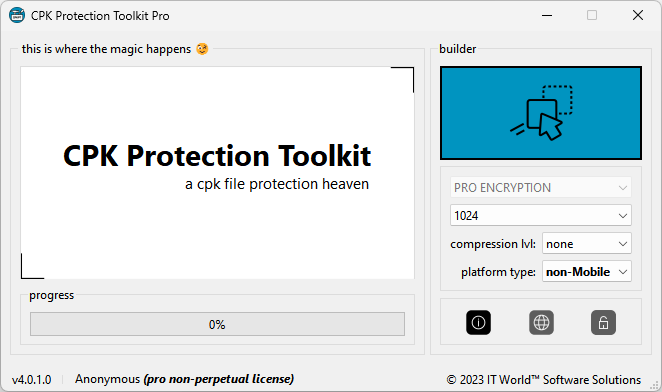 CPK Protection Toolkit Pro
this is where the magic happens 😉
CPK Protection Toolkit
a cpk file protection heaven
progress
0%
builder
PRO ENCRYPTION
1024
compression lvl: none
platform type: non-Mobile
v4.0.1.0
Anonymous (pro non-perpetual license)
© 2023 IT World™ Software Solutions